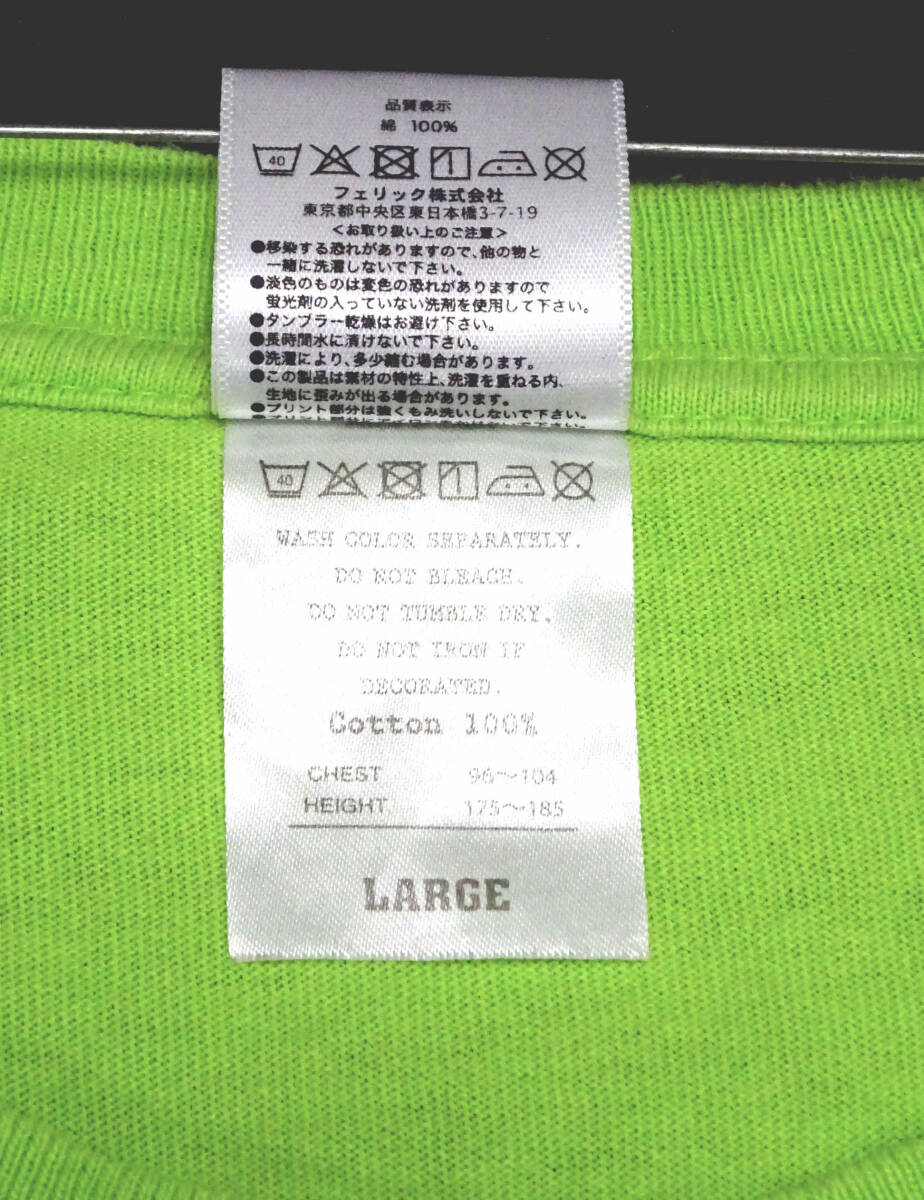 品質表示
綿 100%
40
フェリック株式会社
東京都中央区東日本橋3-7-19
<お取り扱い上のご注意>
●移染する恐れがありますので、他の物と
一緒に洗濯しないで下さい。
●淡色のものは変色の恐れがありますので
蛍光剤の入っていない洗剤を使用して下さい。
●タンブラー乾燥はお避け下さい。
●長時間水に漬けないで下さい。
●洗濯により、多少縮む場合があります。
●この製品は素材の特性上、洗濯を重ねる内、
生地に歪みが出る場合があります。
●プリント部分は強くもみ洗いしないで下さい。
40
WASH COLOR SEPARATELY.
DO NOT BLEACH.
DO NOT TUMBLE DRY.
DO NOT IRON IF
DECORATED.
Cotton 100%
CHEST 96〜104
HEIGHT 175〜185
LARGE